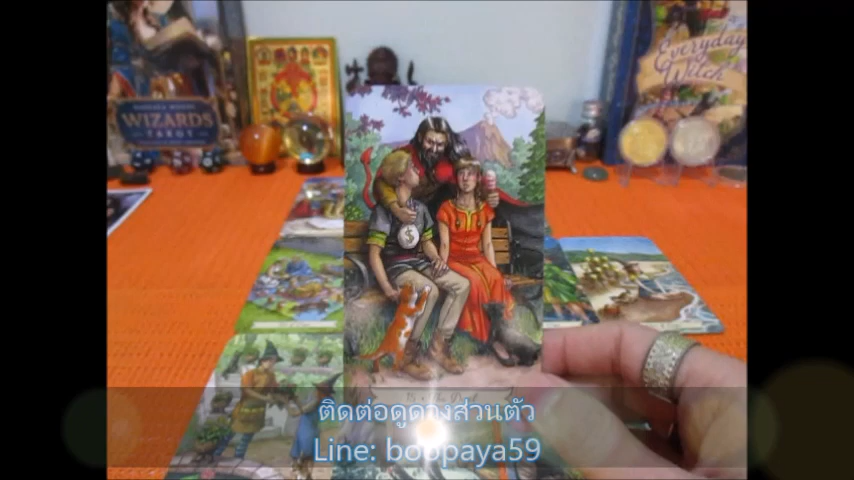 WIZARDS
TAROT
Everyday
Witch
$
ติดต่อดูดวงส่วนตัว
Line: boopaya59